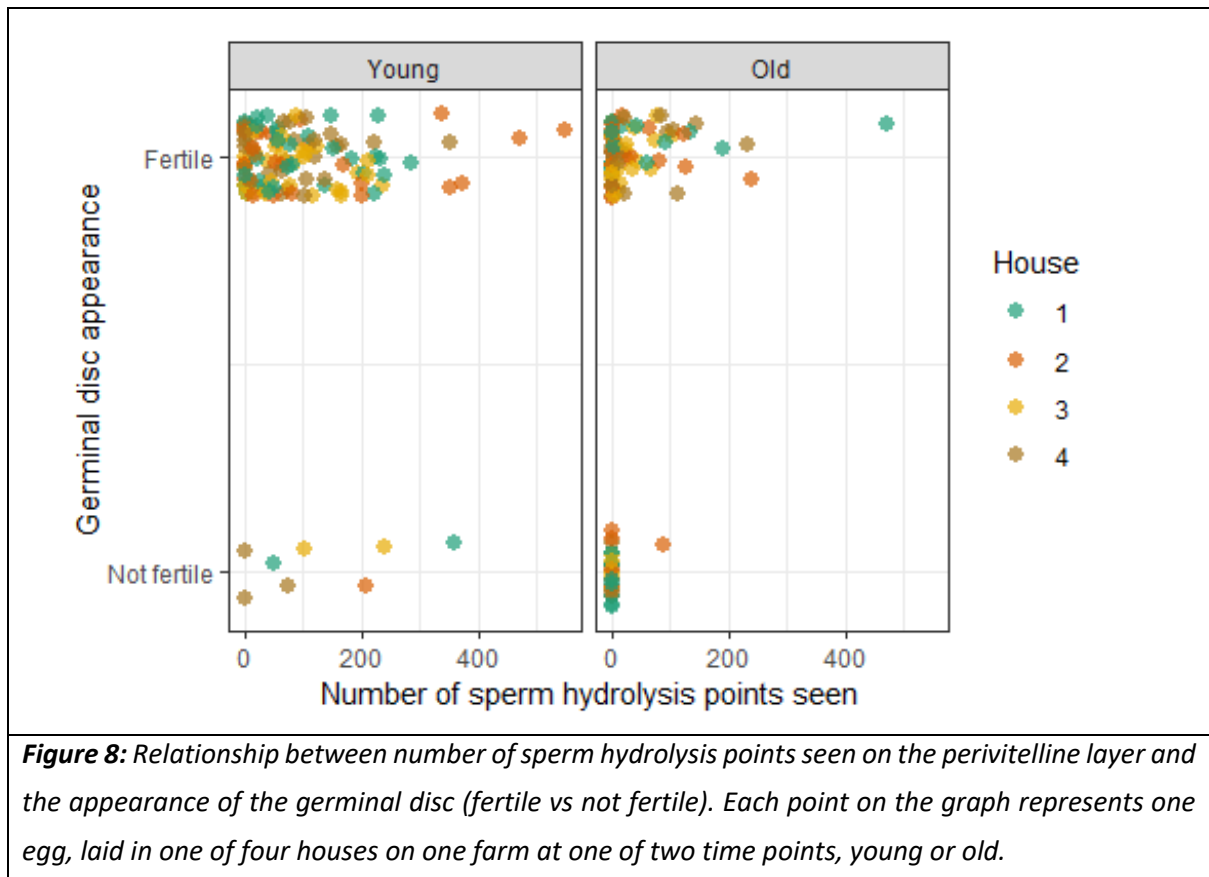 Young
Old
Germinal disc appearance
Fertile
Not fertile
0 200 400
0 200 400
Number of sperm hydrolysis points seen
House
1
2
3
4
Figure 8: Relationship between number of sperm hydrolysis points seen on the perivitelline layer and
the appearance of the germinal disc (fertile vs not fertile). Each point on the graph represents one
egg, laid in one of four houses on one farm at one of two time points, young or old.